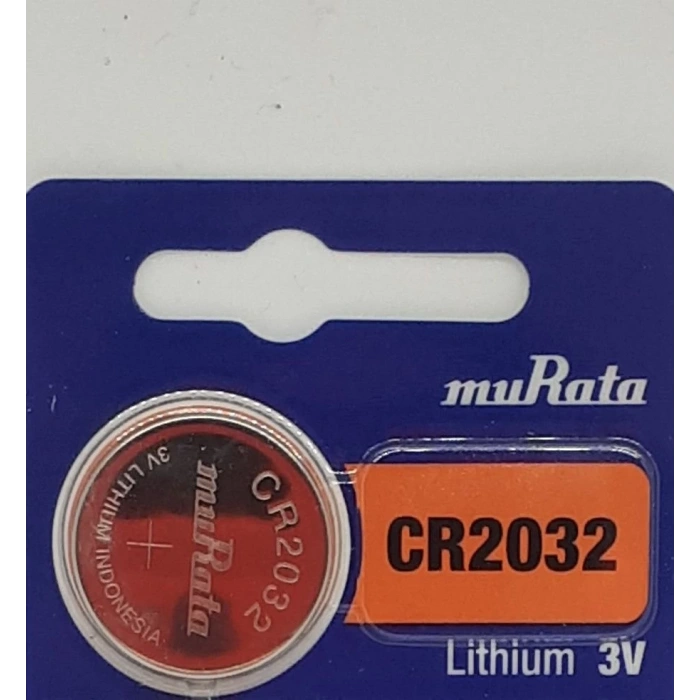 muRata
CR2032
Lithium 3V
CR2032
muRata
+
3V LITHIUM INDONESIA